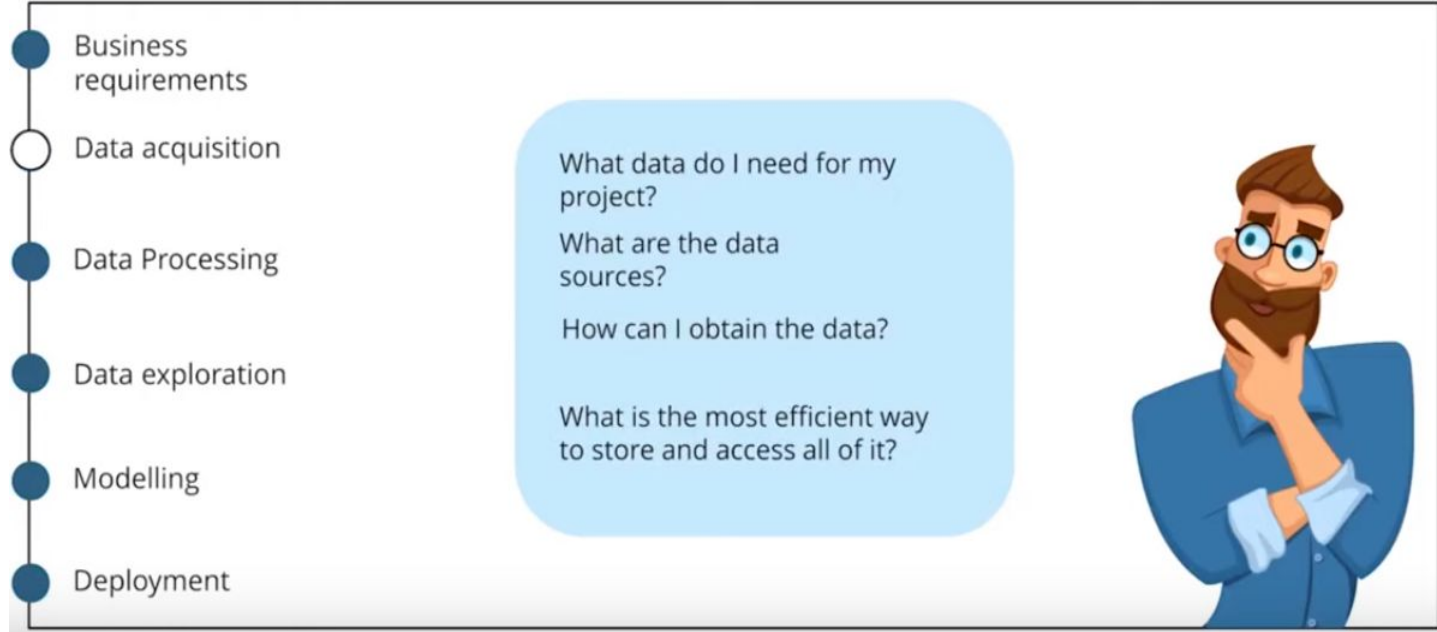 Business
requirements
Data acquisition
Data Processing
Data exploration
Modelling
Deployment
What data do I need for my
project?
What are the data
sources?
How can I obtain the data?
What is the most efficient way
to store and access all of it?